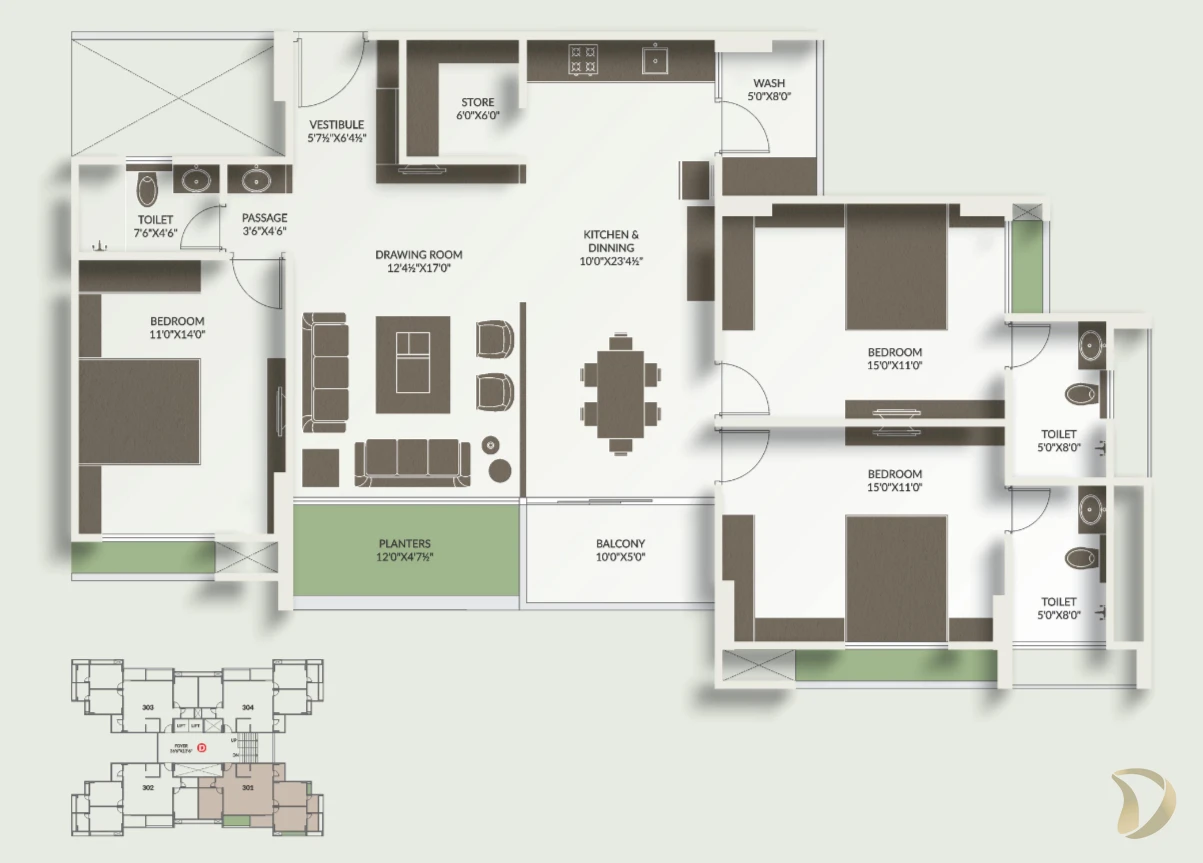 WASH
5'0"X8'0"
STORE
6'0"X6'0"
VESTIBULE
5'7½"X6'4½"
TOILET
7'6"X4'6"
PASSAGE
3'6"X4'6"
DRAWING ROOM
12'4½"X17'0"
KITCHEN &
DINNING
10'0"X23'4½"
BEDROOM
11'0"X14'0"
BEDROOM
15'0"X11'0"
TOILET
5'0"X8'0"
BEDROOM
15'0"X11'0"
PLANTERS
12'0"X4'7½"
BALCONY
10'0"X5'0"
TOILET
5'0"X8'0"
303
304
LIFT
LIFT
FOYER
D
UP
DN
302
301